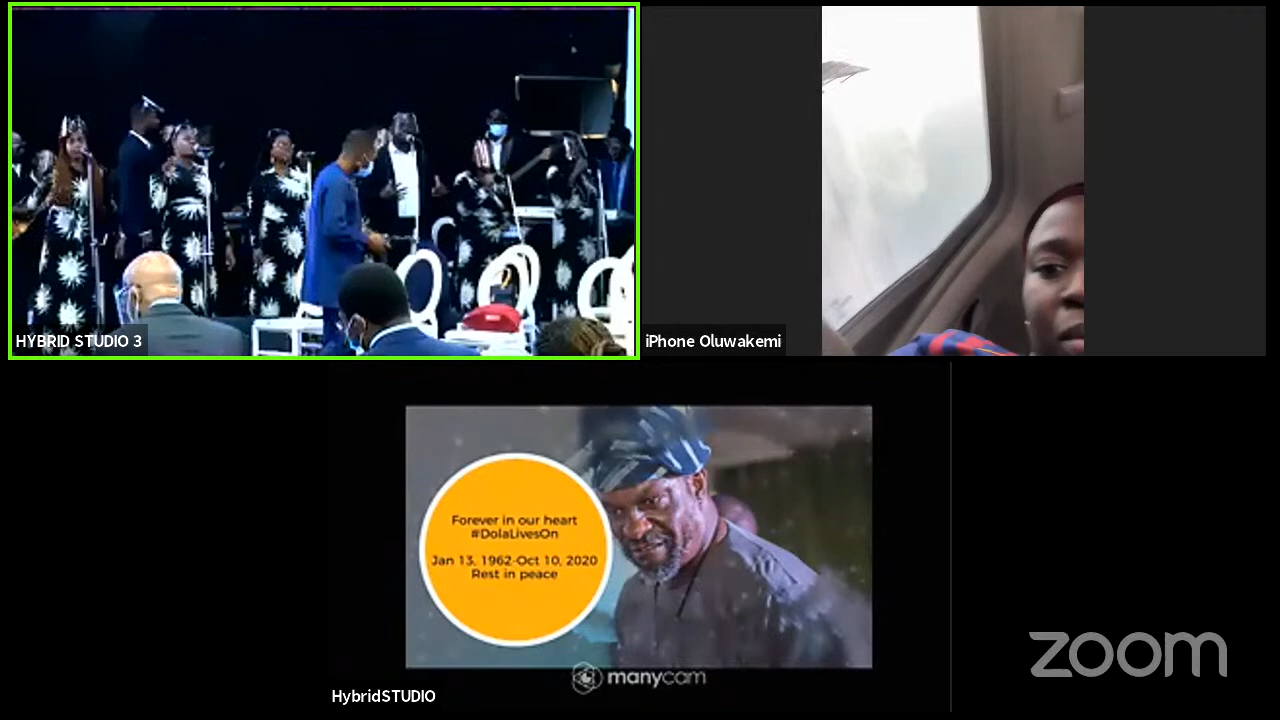 HYBRID STUDIO 3
iPhone Oluwakemi
Forever in our heart
#DolaLivesOn
Jan 13, 1962-Oct 10, 2020
Rest in peace
manycam
HybridSTUDIO
zoom